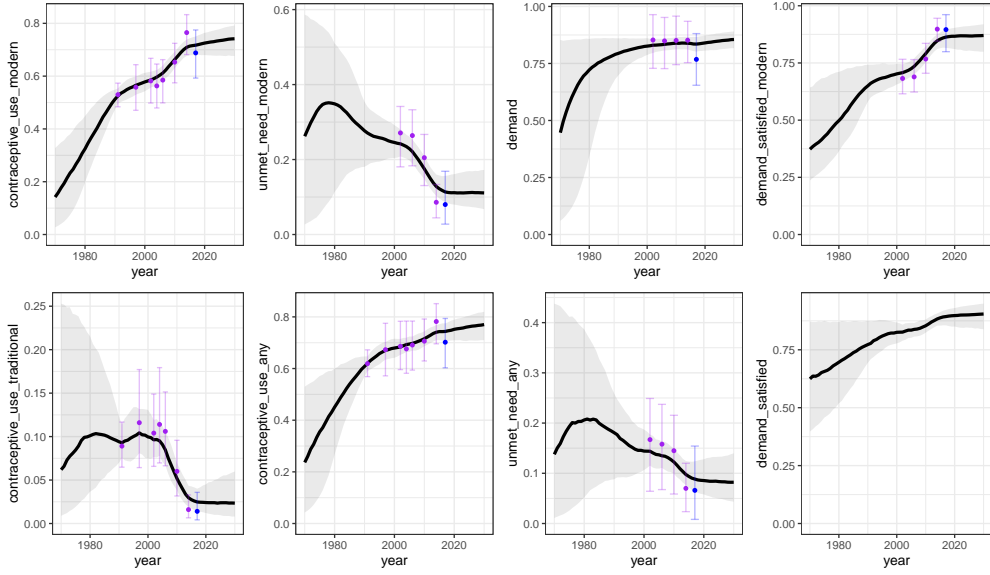 contraceptive_use_modern
0.8
0.6
0.4
0.2
0.0
1980 2000 2020
year
unmet_need_modern
0.6
0.4
0.2
0.0
1980 2000 2020
year
demand
1.00
0.75
0.50
0.25
0.00
1980 2000 2020
year
demand_satisfied_modern
1.00
0.75
0.50
0.25
0.00
1980 2000 2020
year
contraceptive_use_traditional
0.25
0.20
0.15
0.10
0.05
0.00
1980 2000 2020
year
contraceptive_use_any
0.8
0.6
0.4
0.2
0.0
1980 2000 2020
year
unmet_need_any
0.4
0.3
0.2
0.1
0.0
1980 2000 2020
year
demand_satisfied
0.75
0.50
0.25
0.00
1980 2000 2020
year